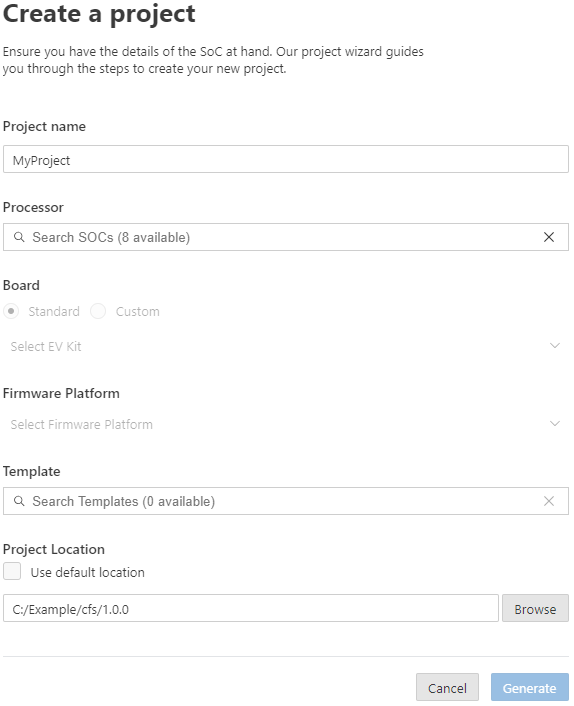 Create a project
Ensure you have the details of the SoC at hand. Our project wizard guides
you through the steps to create your new project.
Project name
MyProject
Processor
Search SOCs (8 available)
Board
Standard Custom
Select EV Kit
Firmware Platform
Select Firmware Platform
Template
Search Templates (0 available)
Project Location
Use default location
C:/Example/cfs/1.0.0 Browse
Cancel Generate